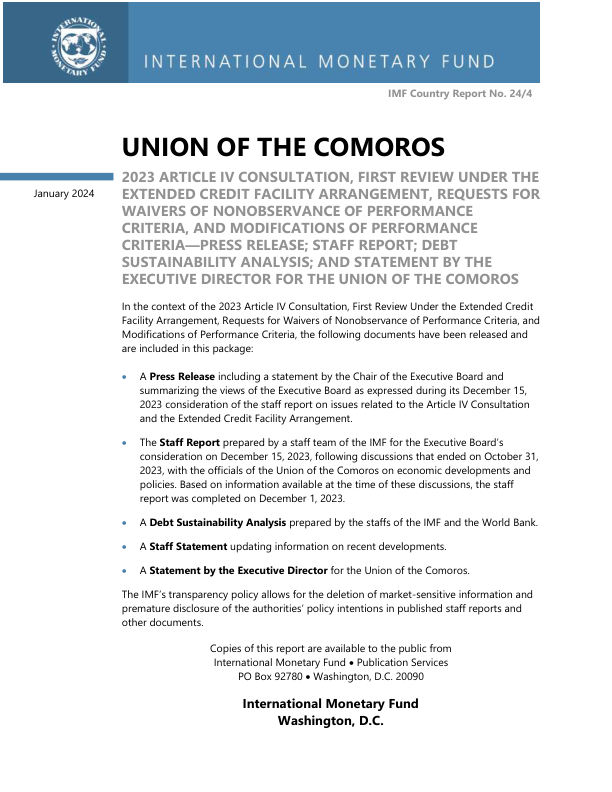 INTERNATIONAL MONETARY FUND
INTERNATIONAL MONETARY FUND
IMF Country Report No. 24/4
UNION OF THE COMOROS
January 2024
2023 ARTICLE IV CONSULTATION, FIRST REVIEW UNDER THE
EXTENDED CREDIT FACILITY ARRANGEMENT, REQUESTS FOR
WAIVERS OF NONOBSERVANCE OF PERFORMANCE
CRITERIA, AND MODIFICATIONS OF PERFORMANCE
CRITERIA—PRESS RELEASE; STAFF REPORT; DEBT
SUSTAINABILITY ANALYSIS; AND STATEMENT BY THE
EXECUTIVE DIRECTOR FOR THE UNION OF THE COMOROS
In the context of the 2023 Article IV Consultation, First Review Under the Extended Credit
Facility Arrangement, Requests for Waivers of Nonobservance of Performance Criteria, and
Modifications of Performance Criteria, the following documents have been released and
are included in this package:
• A Press Release including a statement by the Chair of the Executive Board and
summarizing the views of the Executive Board as expressed during its December 15,
2023 consideration of the staff report on issues related to the Article IV Consultation
and the Extended Credit Facility Arrangement.
• The Staff Report prepared by a staff team of the IMF for the Executive Board's
consideration on December 15, 2023, following discussions that ended on October 31,
2023, with the officials of the Union of the Comoros on economic developments and
policies. Based on information available at the time of these discussions, the staff
report was completed on December 1, 2023.
• A Debt Sustainability Analysis prepared by the staffs of the IMF and the World Bank.
• A Staff Statement updating information on recent developments.
• A Statement by the Executive Director for the Union of the Comoros.
The IMF's transparency policy allows for the deletion of market-sensitive information and
premature disclosure of the authorities' policy intentions in published staff reports and
other documents.
Copies of this report are available to the public from
International Monetary Fund • Publication Services
PO Box 92780 • Washington, D.C. 20090
International Monetary Fund
Washington, D.C.